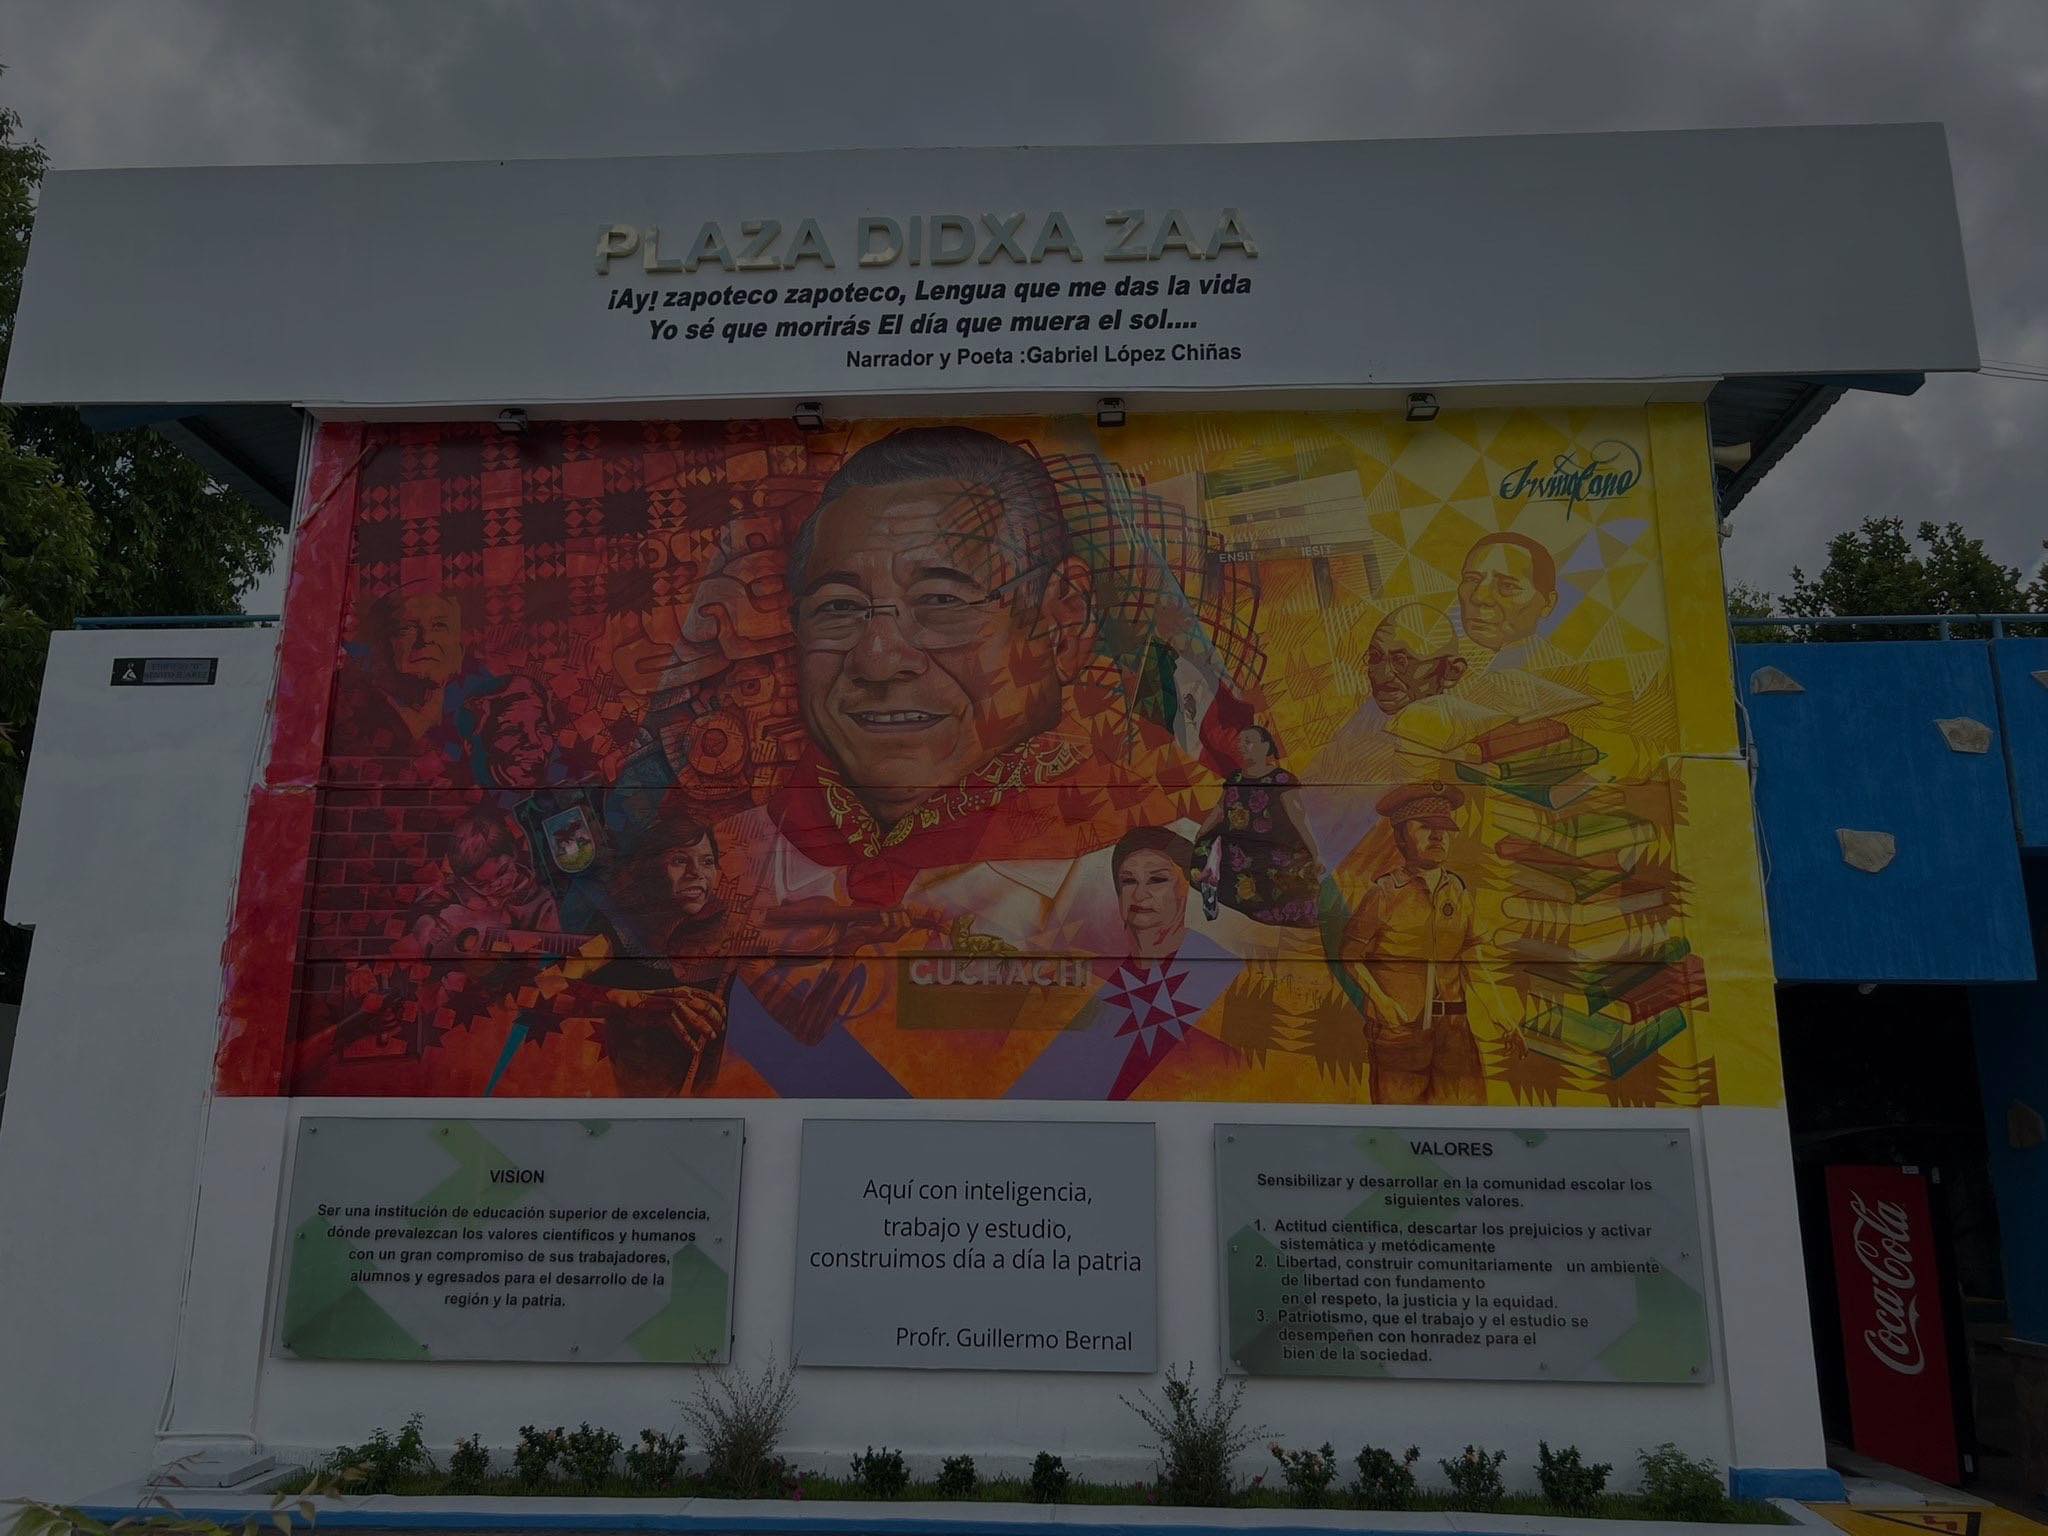 PLAZA DIDXA ZAA
¡Ay! zapoteco zapoteco, Lengua que me das la vida
Yo sé que morirás El día que muera el sol....
Narrador y Poeta :Gabriel López Chiñas
IrvingCano
ENSIT IESIT
EDIFICIO "B"
BENITO JUAREZ
GUCHACHI
VISION
Ser una institución de educación superior de excelencia,
dónde prevalezcan los valores científicos y humanos
con un gran compromiso de sus trabajadores,
alumnos y egresados para el desarrollo de la
región y la patria.
Aquí con inteligencia,
trabajo y estudio,
construimos día a día la patria
Profr. Guillermo Bernal
VALORES
Sensibilizar y desarrollar en la comunidad escolar los
siguientes valores.
1. Actitud científica, descartar los prejuicios y activar
sistemàtica y metódicamente
2. Libertad, construir comunitariamente un ambiente
de libertad con fundamento
en el respeto, la justicia y la equidad.
3. Patriotismo, que el trabajo y el estudio se
desempeñen con honradez para el
bien de la sociedad.
Coca-Cola